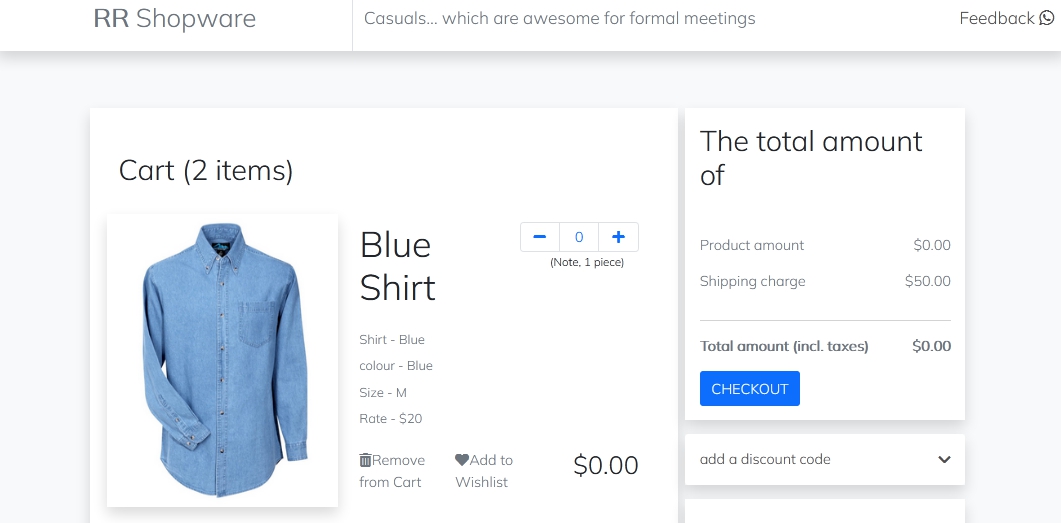 RR Shopware
Casuals... which are awesome for formal meetings
Feedback
Cart (2 items)
Blue
Shirt
0
(Note, 1 piece)
Shirt - Blue
colour - Blue
Size - M
Rate - $20
Remove
from Cart
Add to
Wishlist
$0.00
The total amount
of
Product amount $0.00
Shipping charge $50.00
Total amount (incl. taxes) $0.00
CHECKOUT
add a discount code